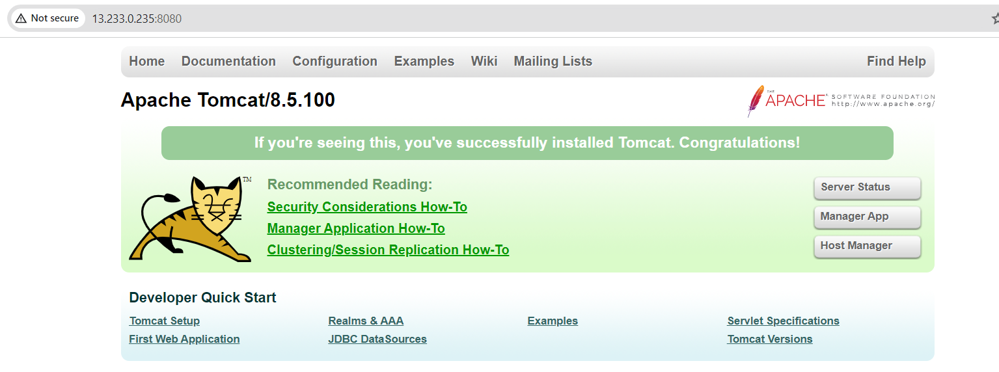 Not secure 13.233.0.235:8080
Home Documentation Configuration Examples Wiki Mailing Lists Find Help
Apache Tomcat/8.5.100
THE APACHE SOFTWARE FOUNDATION
http://www.apache.org/
If you're seeing this, you've successfully installed Tomcat. Congratulations!
TM
Recommended Reading:
Security Considerations How-To
Manager Application How-To
Clustering/Session Replication How-To
Server Status
Manager App
Host Manager
Developer Quick Start
Tomcat Setup
First Web Application
Realms & AAA
JDBC DataSources
Examples
Servlet Specifications
Tomcat Versions